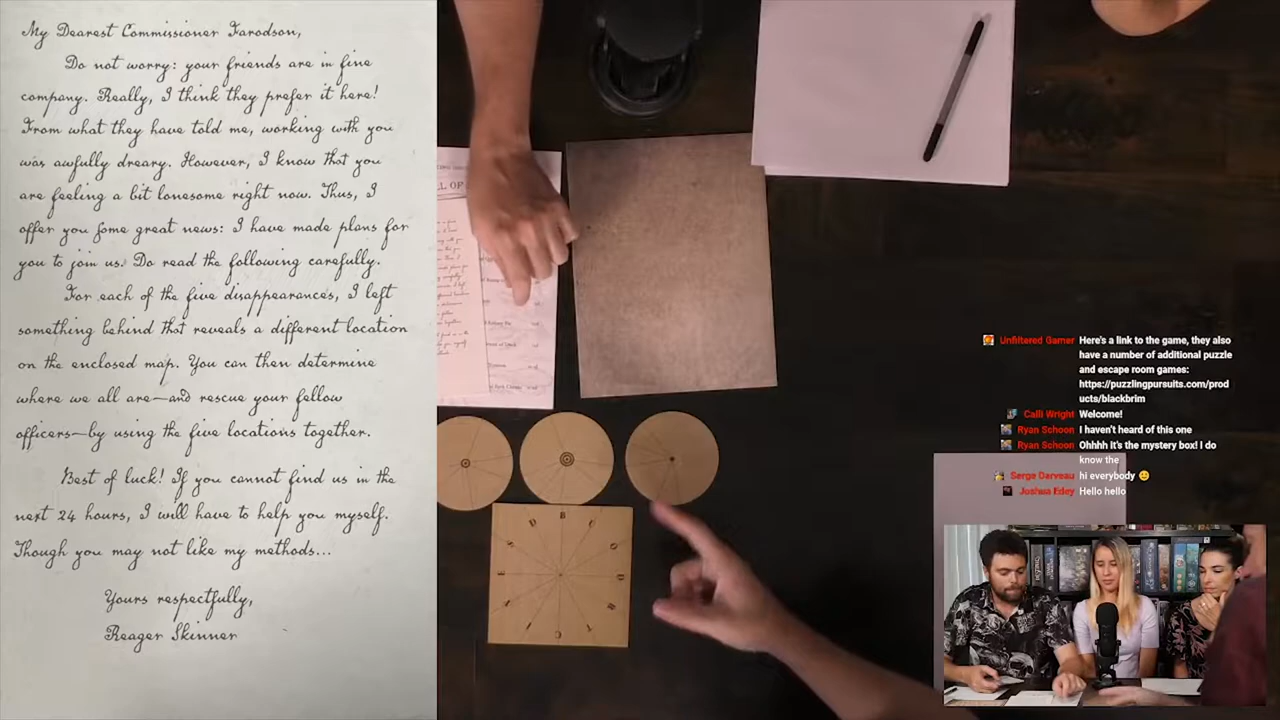 My Dearest Commissioner Farodson,
Do not worry: your friends are in fine
company. Really, I think they prefer it here!
From what they have told me, working with you
was awfully dreary. However, I know that you
are feeling a bit lonesome right now. Thus, I
offer you some great news: I have made plans for
you to join us. Do read the following carefully.
For each of the five disappearances, I left
something behind that reveals a different location
on the enclosed map. You can then determine
where we all are—and rescue your fellow
officers—by using the five locations together.
Best of luck! If you cannot find us in the
next 24 hours, I will have to help you myself.
Though you may not like my methods...
Yours respectfully,
Reager Skinner
Unfiltered Gamer Here's a link to the game, they also
have a number of additional puzzle
and escape room games:
https://puzzlingpursuits.com/prod
ucts/blackbrim
Calli Wright Welcome!
Ryan Schoon I haven't heard of this one
Ryan Schoon Ohhhh it's the mystery box! I do
know the
Serge Darveau hi everybody 😊
Joshua Edey Hello hello